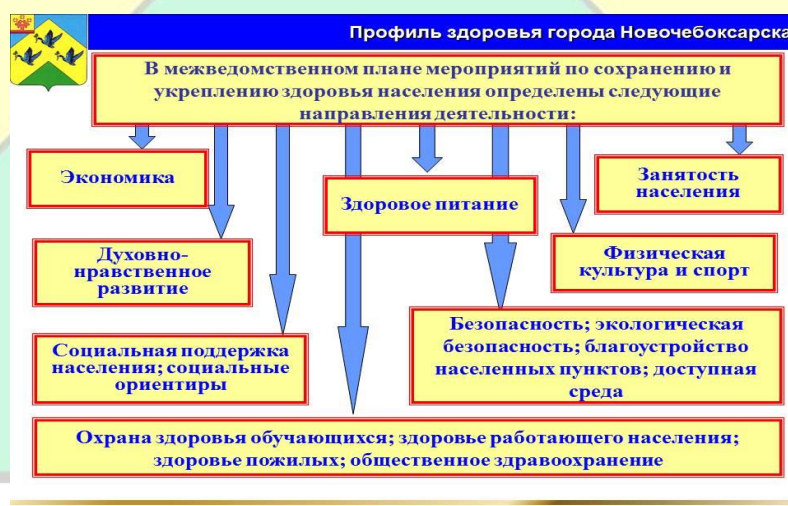 Профиль здоровья города Новочебоксарска
В межведомственном плане мероприятий по сохранению и
укреплению здоровья населения определены следующие
направления деятельности:
Экономика
Занятость
населения
Здоровое питание
Духовно-
нравственное
развитие
Физическая
культура и спорт
Социальная поддержка
населения; социальные
ориентиры
Безопасность; экологическая
безопасность; благоустройство
населенных пунктов; доступная
среда
Охрана здоровья обучающихся; здоровье работающего населения;
здоровье пожилых; общественное здравоохранение